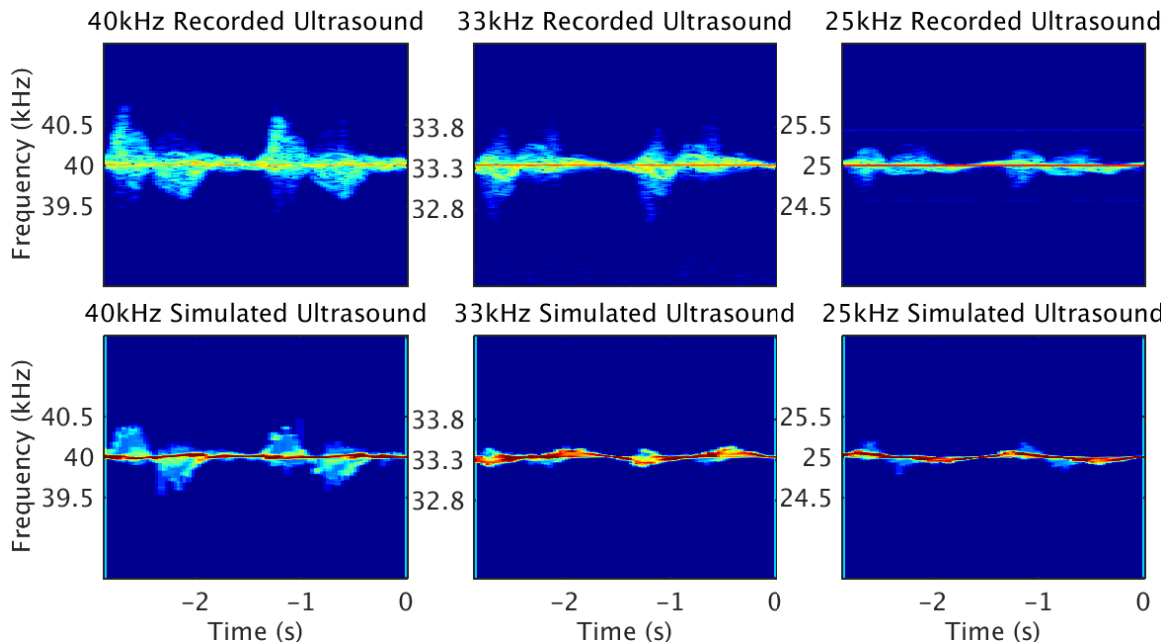 40kHz Recorded Ultrasound
33kHz Recorded Ultrasound
25kHz Recorded Ultrasound
Frequency (kHz)
40.5
40
39.5
33.8
33.3
32.8
25.5
25
24.5
40kHz Simulated Ultrasound
33kHz Simulated Ultrasound
25kHz Simulated Ultrasound
Frequency (kHz)
40.5
40
39.5
33.8
33.3
32.8
25.5
25
24.5
−2 −1 0
−2 −1 0
−2 −1 0
Time (s)
Time (s)
Time (s)